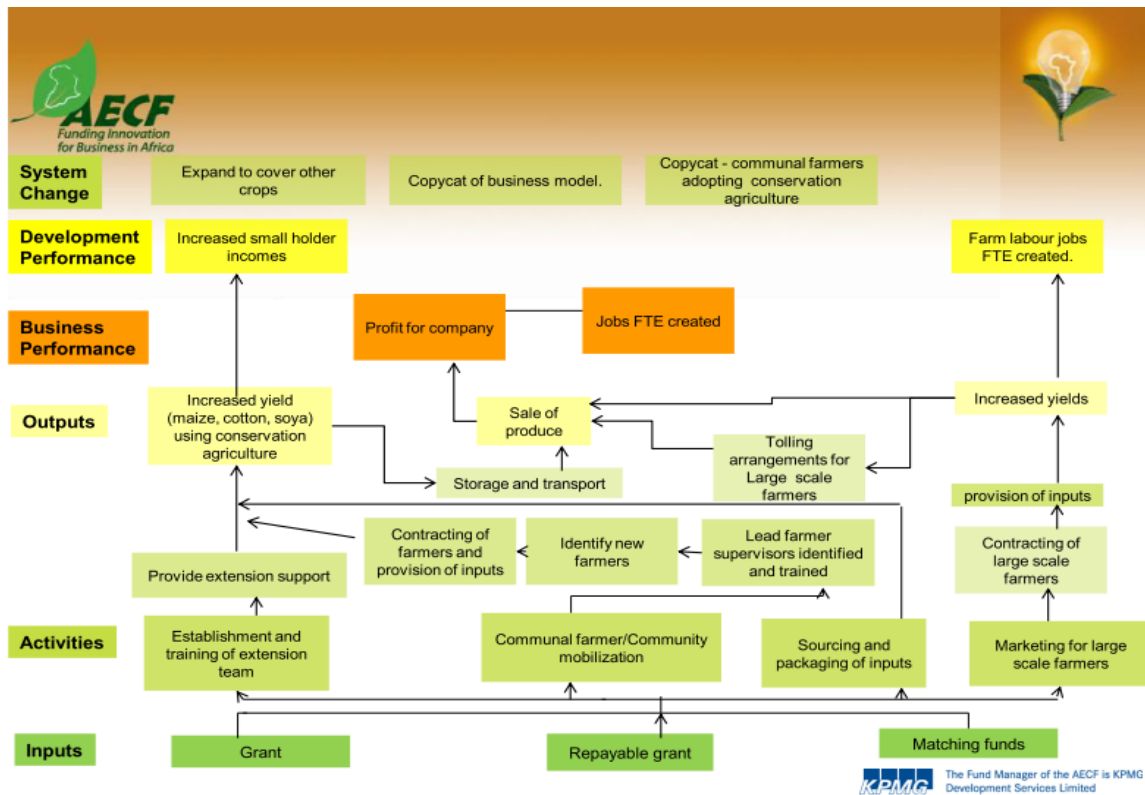 AECF
Funding Innovation
for Business in Africa
System
Change
Expand to cover other
crops
Copycat of business model.
Copycat - communal farmers
adopting conservation
agriculture
Development
Performance
Increased small holder
incomes
Farm labour jobs
FTE created.
Business
Performance
Profit for company
Jobs FTE created
Outputs
Increased yield
(maize, cotton, soya)
using conservation
agriculture
Sale of
produce
Increased yields
Storage and transport
Tolling
arrangements for
Large scale
farmers
provision of inputs
Contracting of
farmers and
provision of inputs
Identify new
farmers
Lead farmer
supervisors identified
and trained
Contracting of
large scale
farmers
Provide extension support
Activities
Establishment and
training of extension
team
Communal farmer/Community
mobilization
Sourcing and
packaging of inputs
Marketing for large
scale farmers
Inputs
Grant
Repayable grant
Matching funds
KPMG
The Fund Manager of the AECF is KPMG
Development Services Limited